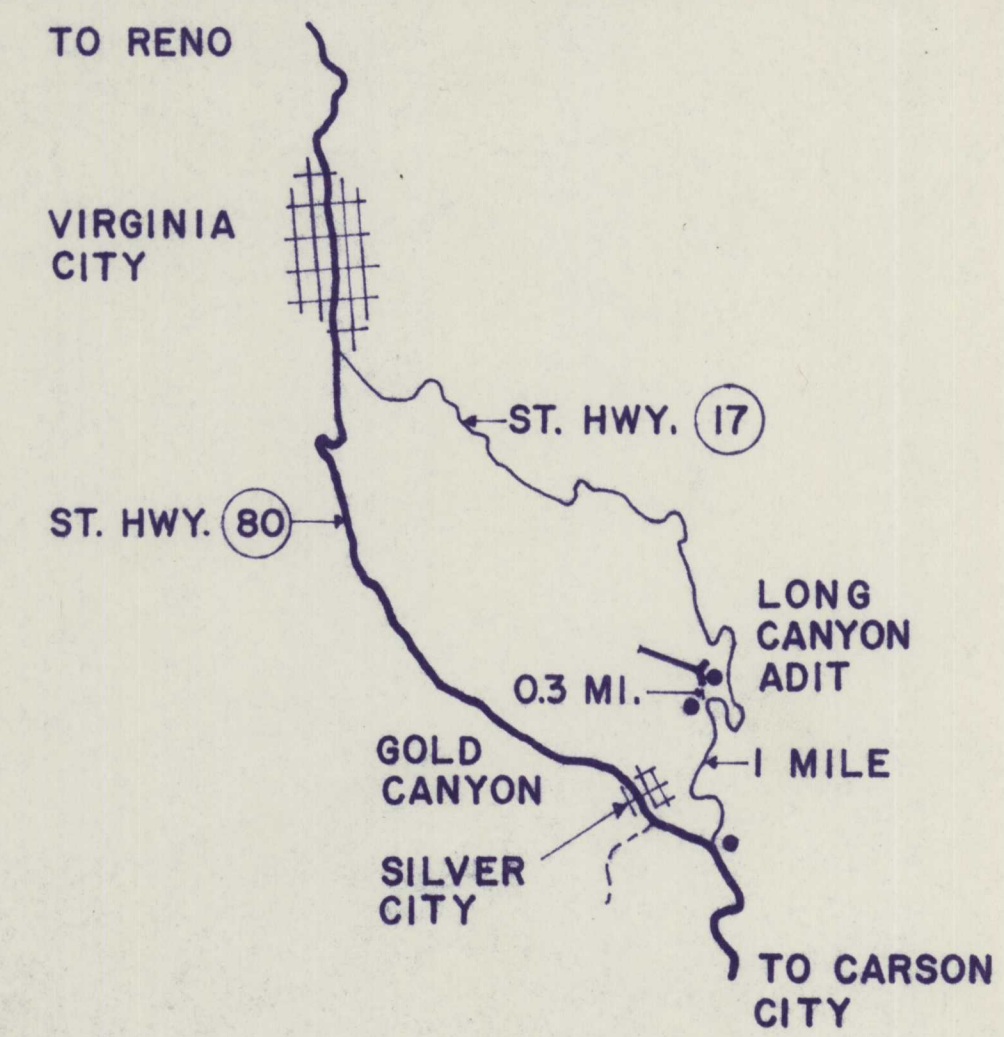 TO RENO
VIRGINIA
CITY
ST. HWY. 17
ST. HWY. 80
LONG
CANYON
ADIT
0.3 MI.
GOLD
CANYON
1 MILE
SILVER
CITY
TO CARSON
CITY